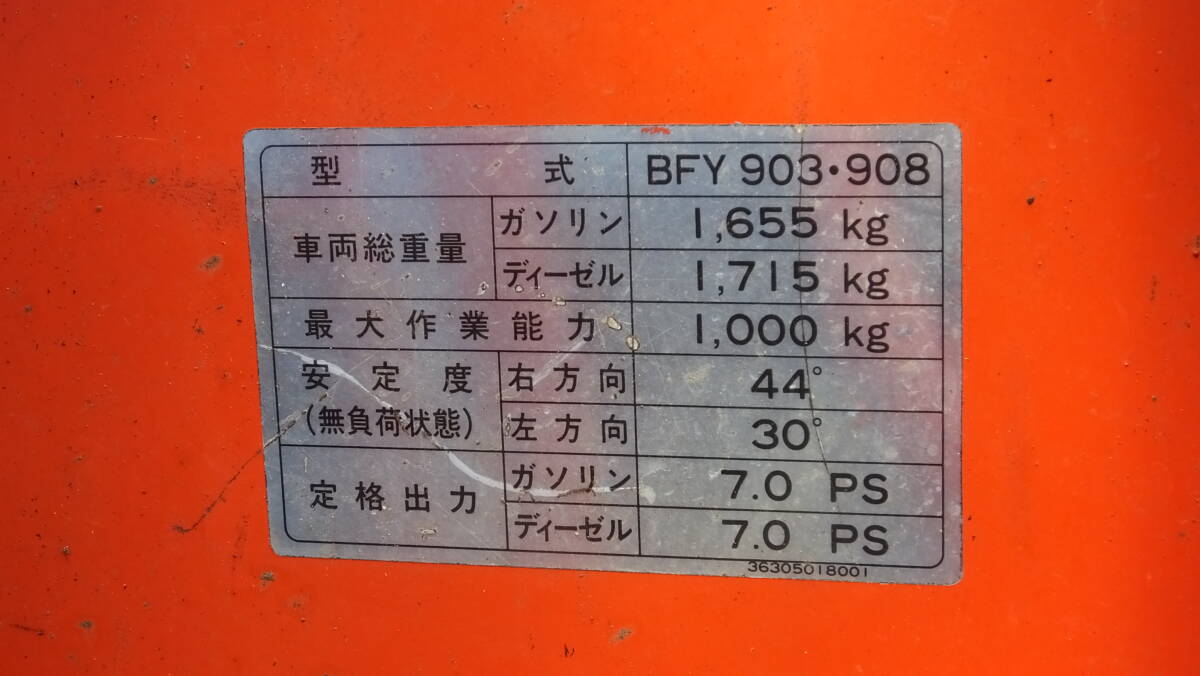 型式 BFY 903・908
車両総重量 ガソリン 1,655 kg
ディーゼル 1,715 kg
最大作業能力 1,000 kg
安定度 右方向 44°
(無負荷状態) 左方向 30°
定格出力 ガソリン 7.0 PS
ディーゼル 7.0 PS
36305018001